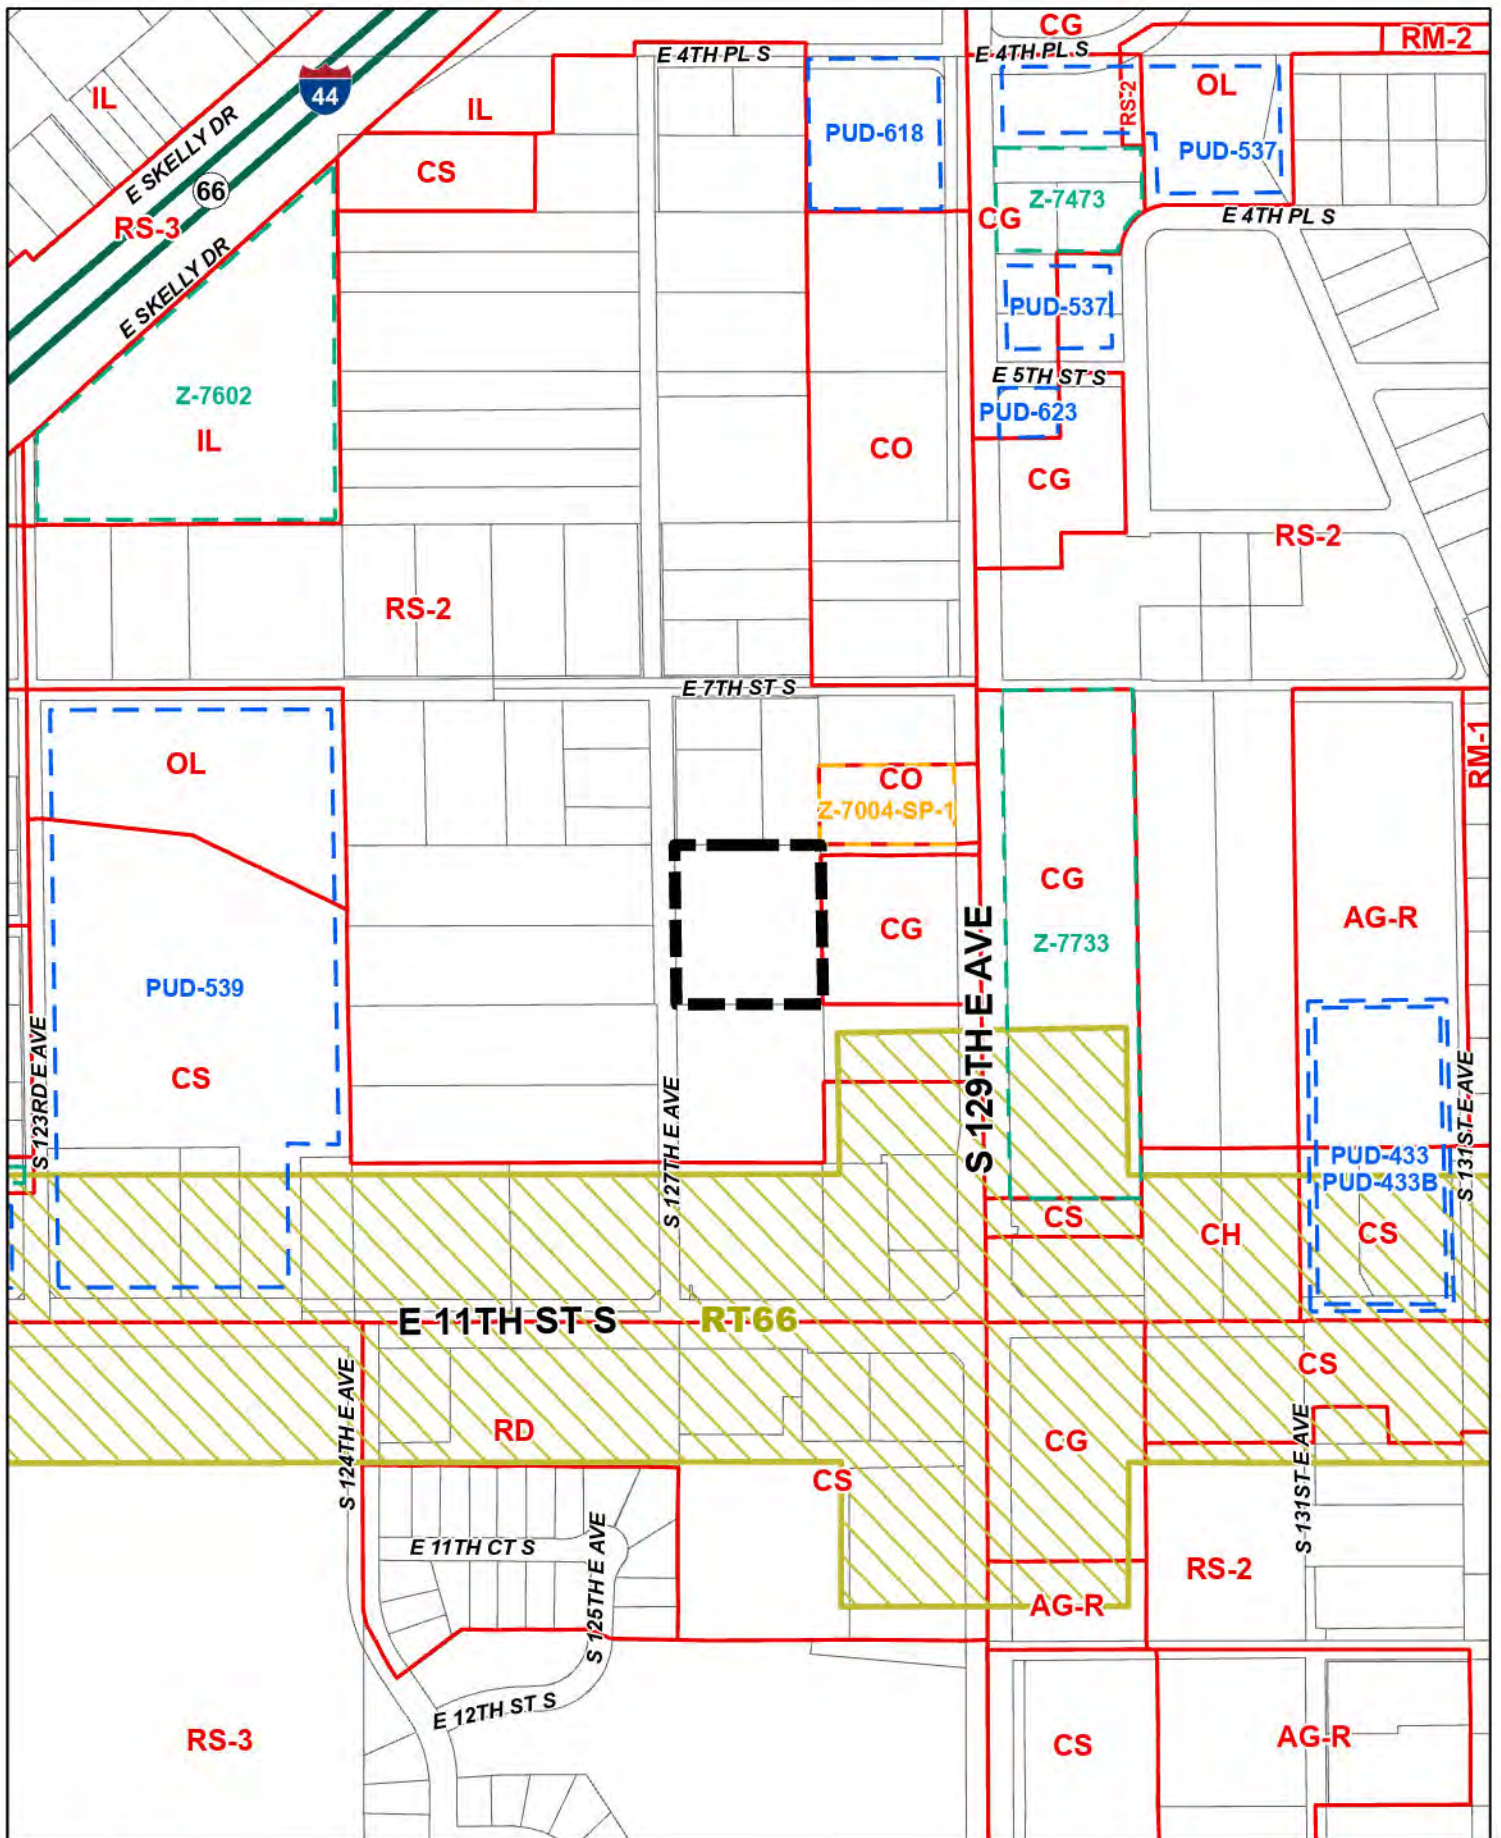 CG
RM-2
E 4TH PL S
E 4TH PL S
IL
44
IL
OL
RS-2
E SKELLY DR
PUD-618
PUD-537
CS
66
Z-7473
RS-3
CG
E 4TH PL S
E SKELLY DR
PUD-537
E 5TH ST S
Z-7602
PUD-623
IL
CO
CG
RS-2
RS-2
E 7TH ST S
RM-1
OL
CO
Z-7004-SP-1
CG
AG-R
CG
Z-7733
PUD-539
S 129TH E AVE
CS
S 123RD E AVE
S 127TH E AVE
S 131ST E AVE
PUD-433
PUD-433B
CS
CH
CS
E 11TH ST S
RT66
CS
S 124TH E AVE
RD
CG
S 131ST E AVE
CS
E 11TH CT S
S 125TH E AVE
RS-2
AG-R
E 12TH ST S
RS-3
CS
AG-R